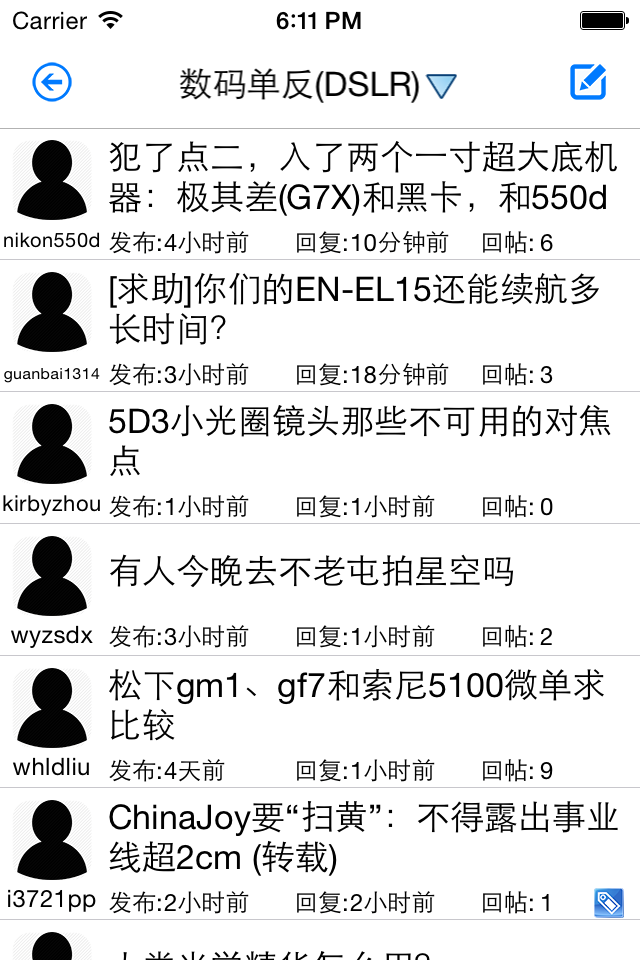 Carrier 6:11 PM
数码单反(DSLR)
犯了点二，入了两个一寸超大底机
器：极其差(G7X)和黑卡，和550d
nikon550d 发布:4小时前 回复:10分钟前 回帖: 6
[求助]你们的EN-EL15还能续航多
长时间?
guanbai1314 发布:3小时前 回复:18分钟前 回帖: 3
5D3小光圈镜头那些不可用的对焦
点
kirbyzhou 发布:1小时前 回复:1小时前 回帖: 0
有人今晚去不老屯拍星空吗
wyzsdx 发布:3小时前 回复:1小时前 回帖: 2
松下gm1、gf7和索尼5100微单求
比较
whldliu 发布:4天前 回复:1小时前 回帖: 9
ChinaJoy要“扫黄”：不得露出事业
线超2cm (转载)
i3721pp 发布:2小时前 回复:2小时前 回帖: 1